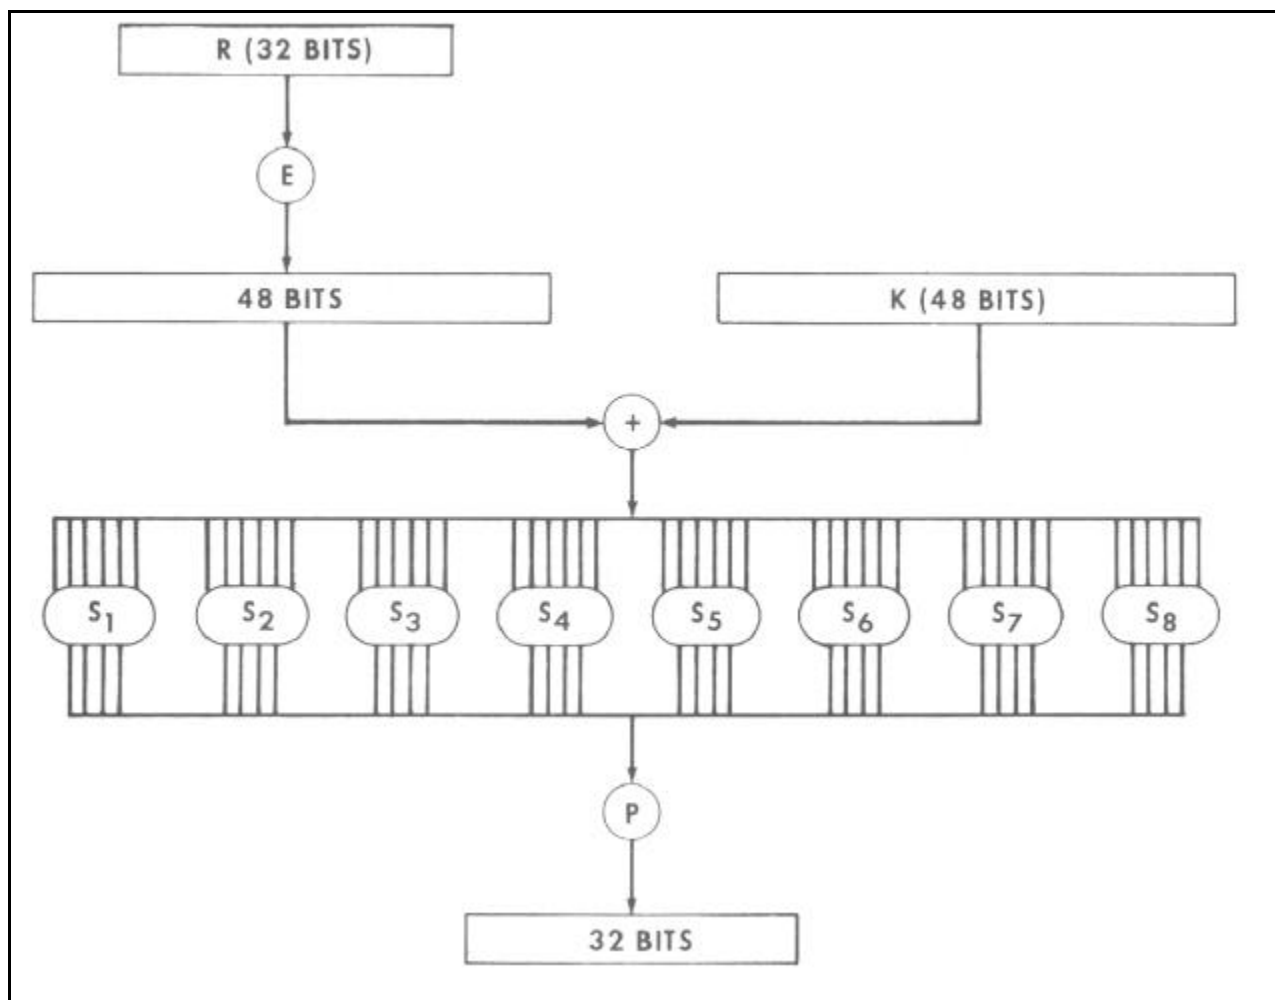 R (32 BITS)
E
48 BITS
K (48 BITS)
+
S1 S2 S3 S4 S5 S6 S7 S8
P
32 BITS